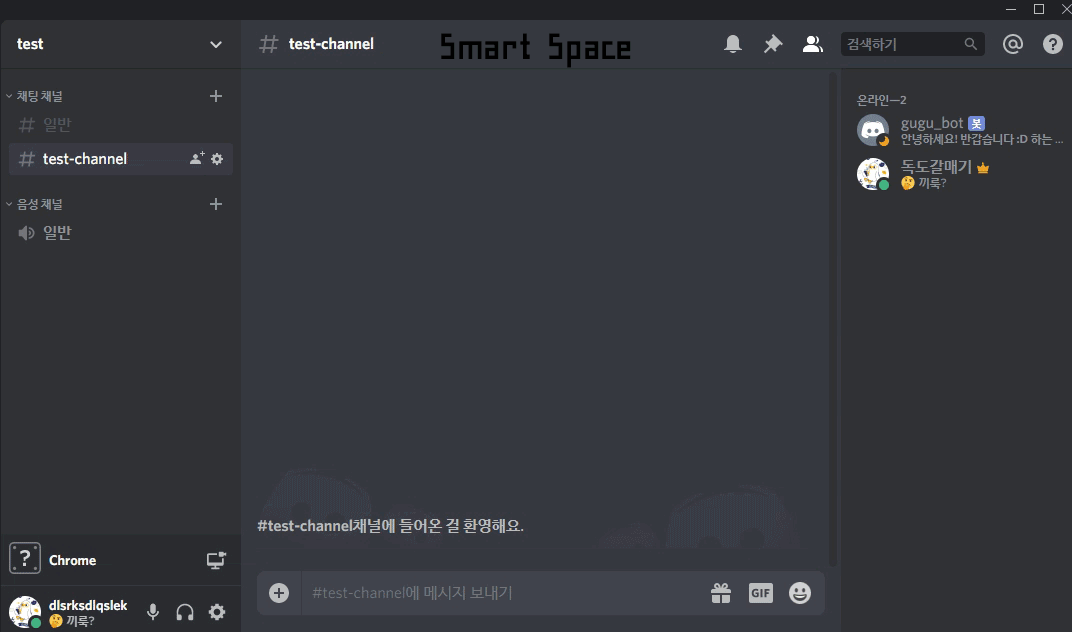 test
# test-channel
Smart Space
검색하기
채팅 채널
# 일반
# test-channel
음성 채널
일반
온라인—2
gugu_bot 봇
안녕하세요! 반갑습니다 :D 하는 ...
독도갈매기
끼룩?
#test-channel채널에 들어온 걸 환영해요.
#test-channel에 메시지 보내기
GIF
? Chrome
dlsrksdlqslek
끼룩?